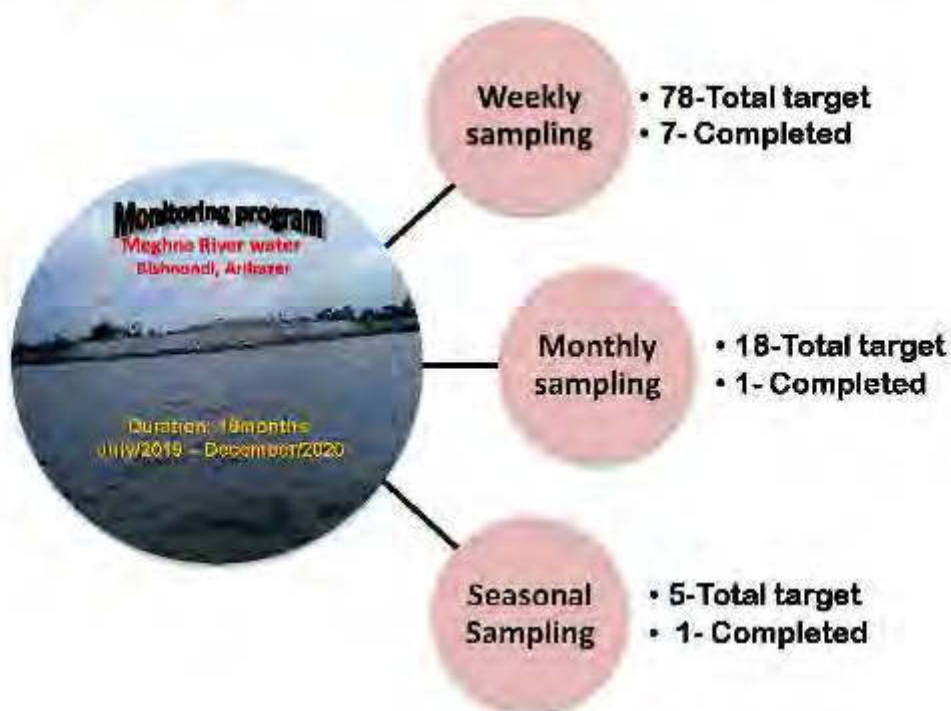 Monitoring program
Meghna River water
Bishnondi, Arihazar
Duration: 18months
July/2019 – December/2020
Weekly
sampling
• 78-Total target
• 7- Completed
Monthly
sampling
• 18-Total target
• 1- Completed
Seasonal
Sampling
• 5-Total target
• 1- Completed